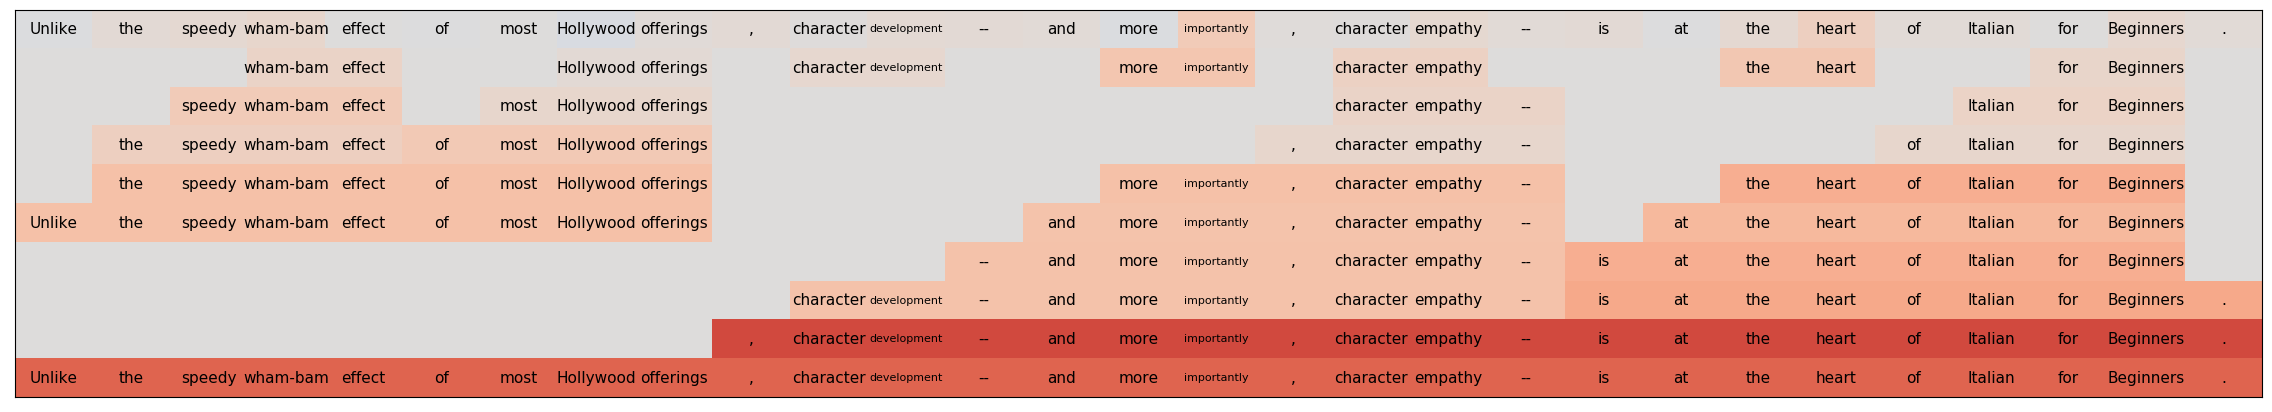 Unlike the speedy wham-bam effect of most Hollywood offerings , character development -- and more importantly , character empathy -- is at the heart of Italian for Beginners .
wham-bam effect Hollywood offerings character development more importantly character empathy the heart for Beginners
speedy wham-bam effect most Hollywood offerings character empathy -- Italian for Beginners
the speedy wham-bam effect of most Hollywood offerings , character empathy -- of Italian for Beginners
the speedy wham-bam effect of most Hollywood offerings more importantly , character empathy -- the heart of Italian for Beginners
Unlike the speedy wham-bam effect of most Hollywood offerings and more importantly , character empathy -- at the heart of Italian for Beginners
-- and more importantly , character empathy -- is at the heart of Italian for Beginners
character development -- and more importantly , character empathy -- is at the heart of Italian for Beginners .
, character development -- and more importantly , character empathy -- is at the heart of Italian for Beginners .
Unlike the speedy wham-bam effect of most Hollywood offerings , character development -- and more importantly , character empathy -- is at the heart of Italian for Beginners .